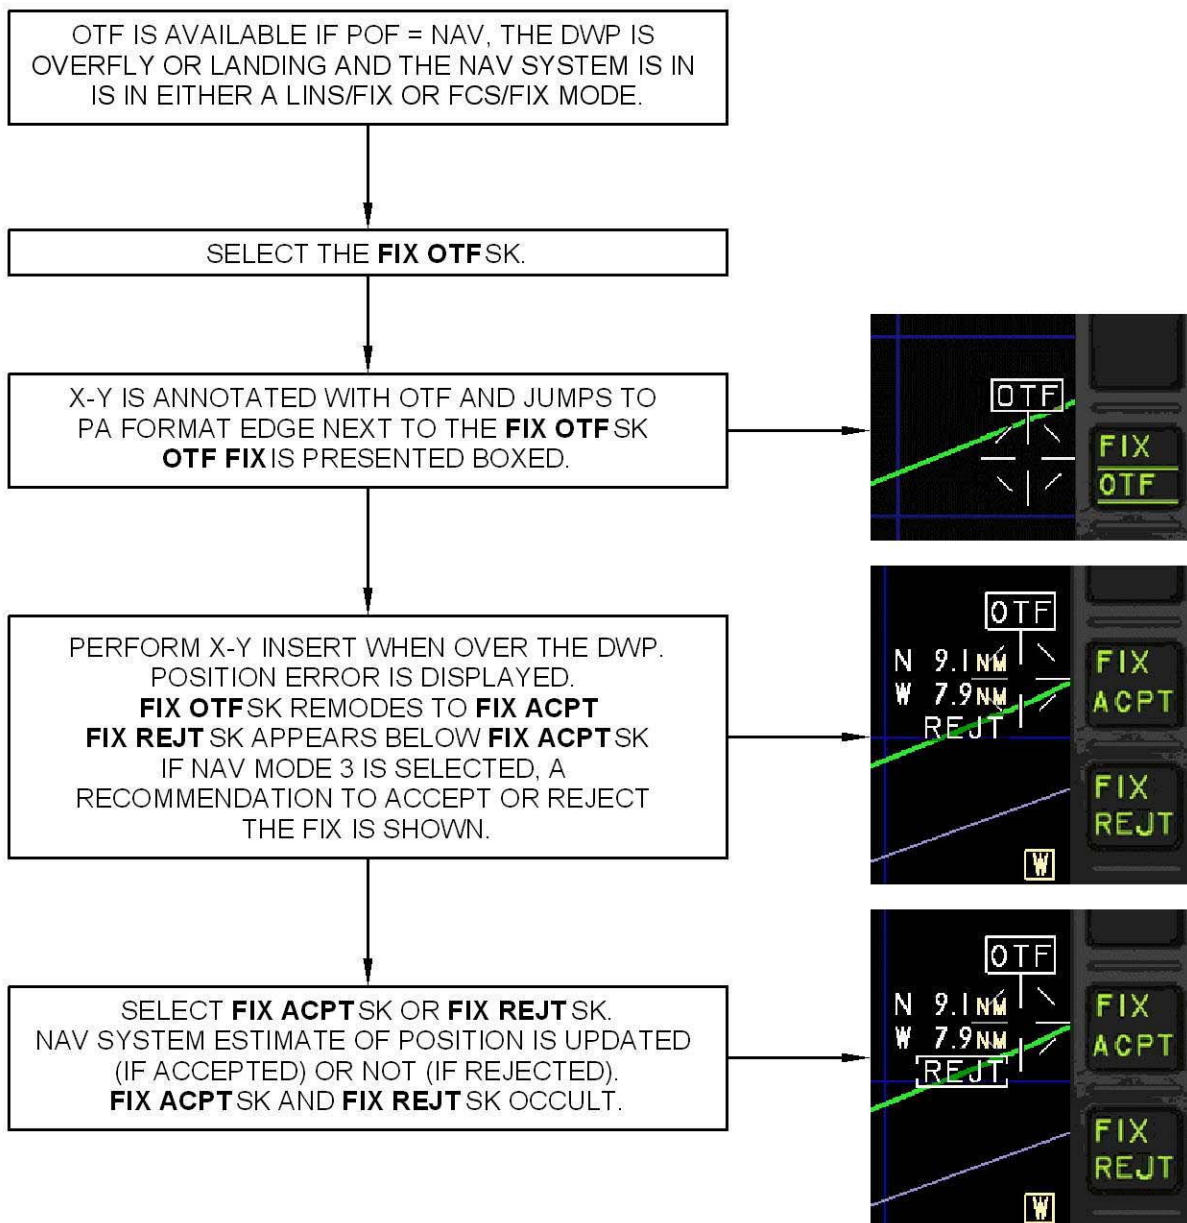 OTF IS AVAILABLE IF POF = NAV, THE DWP IS
OVERFLY OR LANDING AND THE NAV SYSTEM IS IN
IS IN EITHER A LINS/FIX OR FCS/FIX MODE.
SELECT THE FIX OTF SK.
X-Y IS ANNOTATED WITH OTF AND JUMPS TO
PA FORMAT EDGE NEXT TO THE FIX OTF SK
OTF FIX IS PRESENTED BOXED.
OTF
FIX
OTF
PERFORM X-Y INSERT WHEN OVER THE DWP.
POSITION ERROR IS DISPLAYED.
FIX OTF SK REMODES TO FIX ACPT
FIX REJT SK APPEARS BELOW FIX ACPT SK
IF NAV MODE 3 IS SELECTED, A
RECOMMENDATION TO ACCEPT OR REJECT
THE FIX IS SHOWN.
OTF
N 9.1NM
W 7.9NM
REJT
W
FIX
ACPT
FIX
REJT
SELECT FIX ACPT SK OR FIX REJT SK.
NAV SYSTEM ESTIMATE OF POSITION IS UPDATED
(IF ACCEPTED) OR NOT (IF REJECTED).
FIX ACPT SK AND FIX REJT SK OCCULT.
OTF
N 9.1NM
W 7.9NM
REJT
W
FIX
ACPT
FIX
REJT